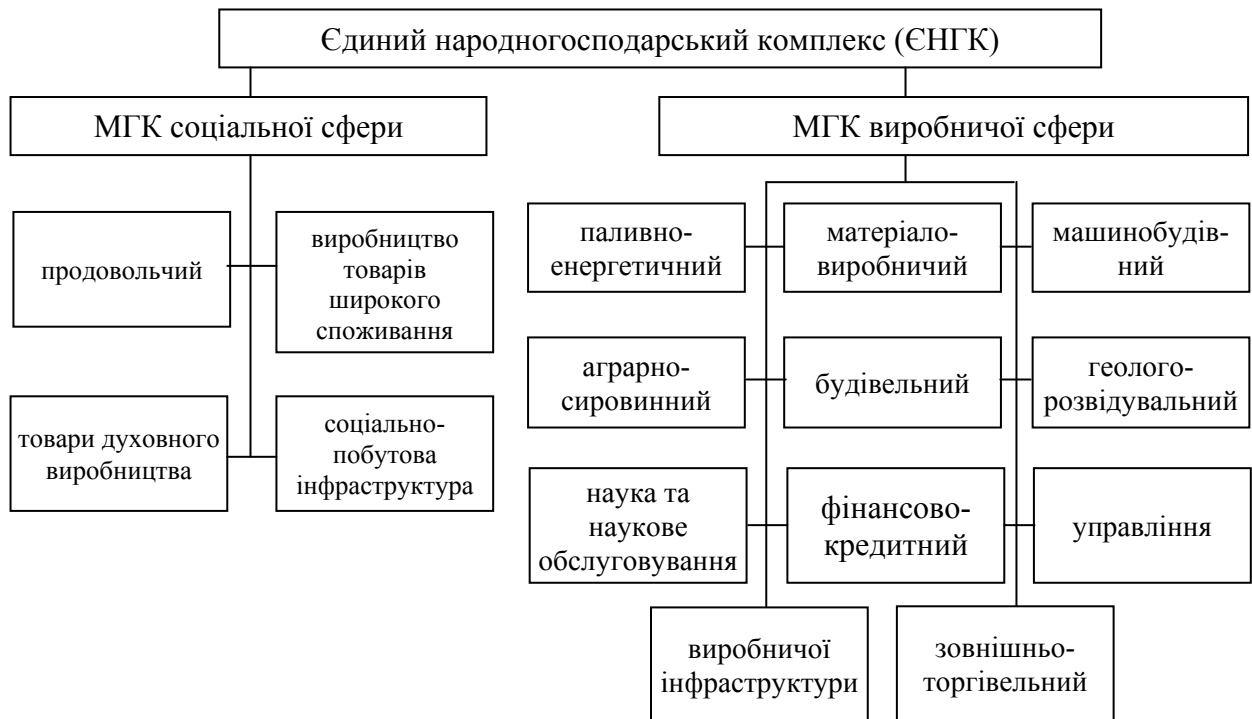 Єдиний народногосподарський комплекс (ЄНГК)
МГК соціальної сфери
МГК виробничої сфери
продовольчий
виробництво
товарів
широкого
споживання
товари духовного
виробництва
соціально-
побутова
інфраструктура
паливно-
енергетичний
матеріало-
виробничий
машинобудів-
ний
аграрно-
сировинний
будівельний
геолого-
розвідувальний
наука та
наукове
обслуговування
фінансово-
кредитний
управління
виробничої
інфраструктури
зовнішньо-
торгівельний